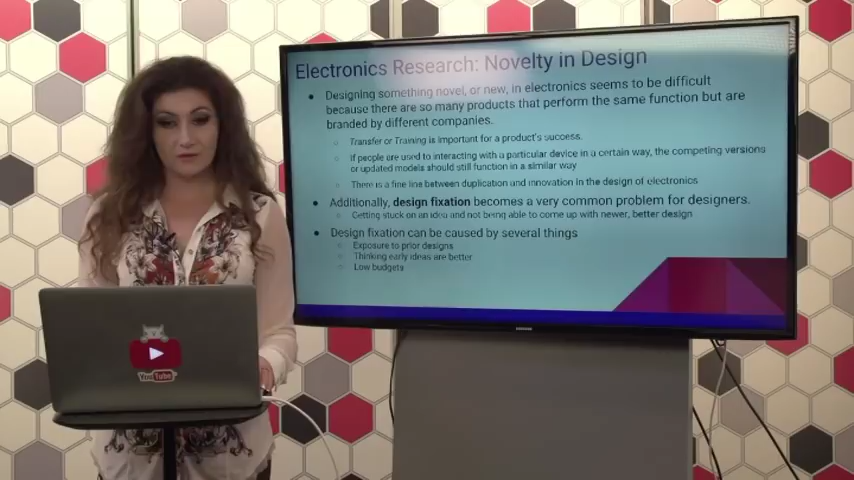 Electronics Research: Novelty in Design
• Designing something novel, or new, in electronics seems to be difficult
because there are so many products that perform the same function but are
branded by different companies.
○ Transfer or Training is important for a product's success.
○ If people are used to interacting with a particular device in a certain way, the competing versions
or updated models should still function in a similar way
○ There is a fine line between duplication and innovation in the design of electronics
• Additionally, design fixation becomes a very common problem for designers.
○ Getting stuck on an idea and not being able to come up with newer, better design
• Design fixation can be caused by several things
○ Exposure to prior designs
○ Thinking early ideas are better
○ Low budgets
SAMSUNG
YouTube